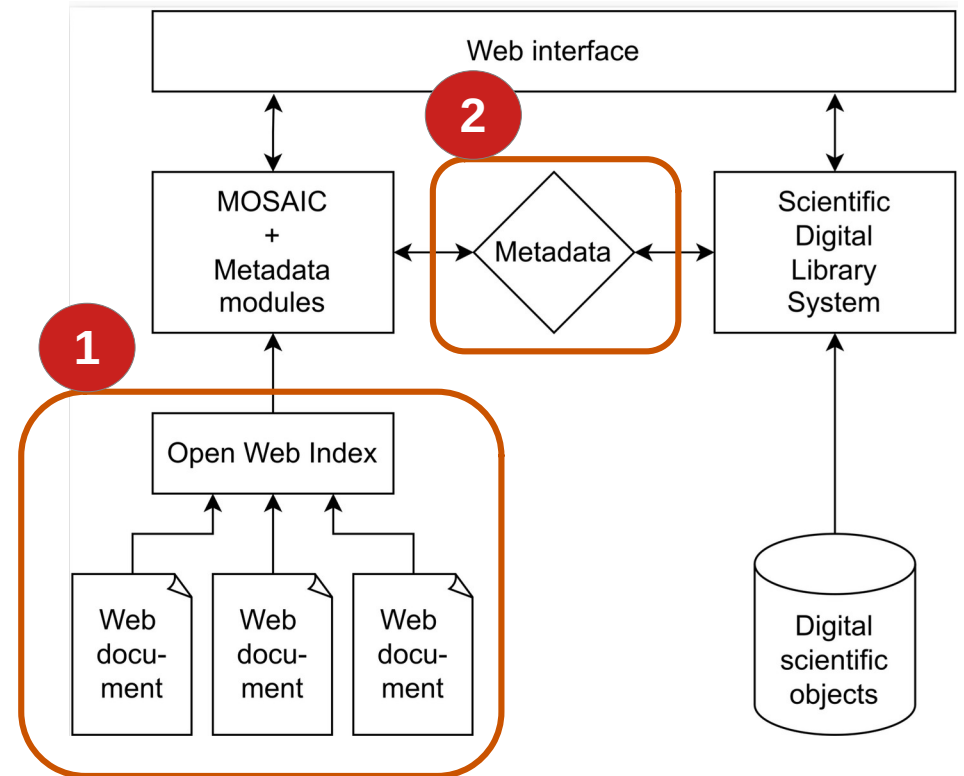 Web interface
2
MOSAIC
+
Metadada
modules
Metadata
Scientific
Digital
Library
System
1
Open Web Index
Web
docu-
ment
Web
docu-
ment
Web
docu-
ment
Digital
scientific
objects